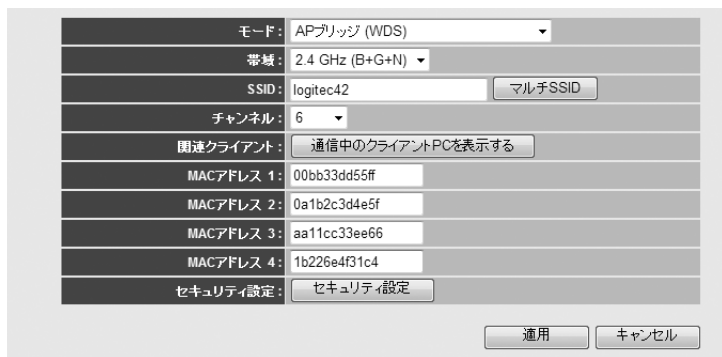 モード： APブリッジ (WDS)
帯域： 2.4 GHz (B+G+N)
SSID： logitec42 マルチSSID
チャンネル： 6
関連クライアント： 通信中のクライアントPCを表示する
MACアドレス 1： 00bb33dd55ff
MACアドレス 2： 0a1b2c3d4e5f
MACアドレス 3： aa11cc33ee66
MACアドレス 4： 1b226e4f31c4
セキュリティ設定： セキュリティ設定
適用 キャンセル